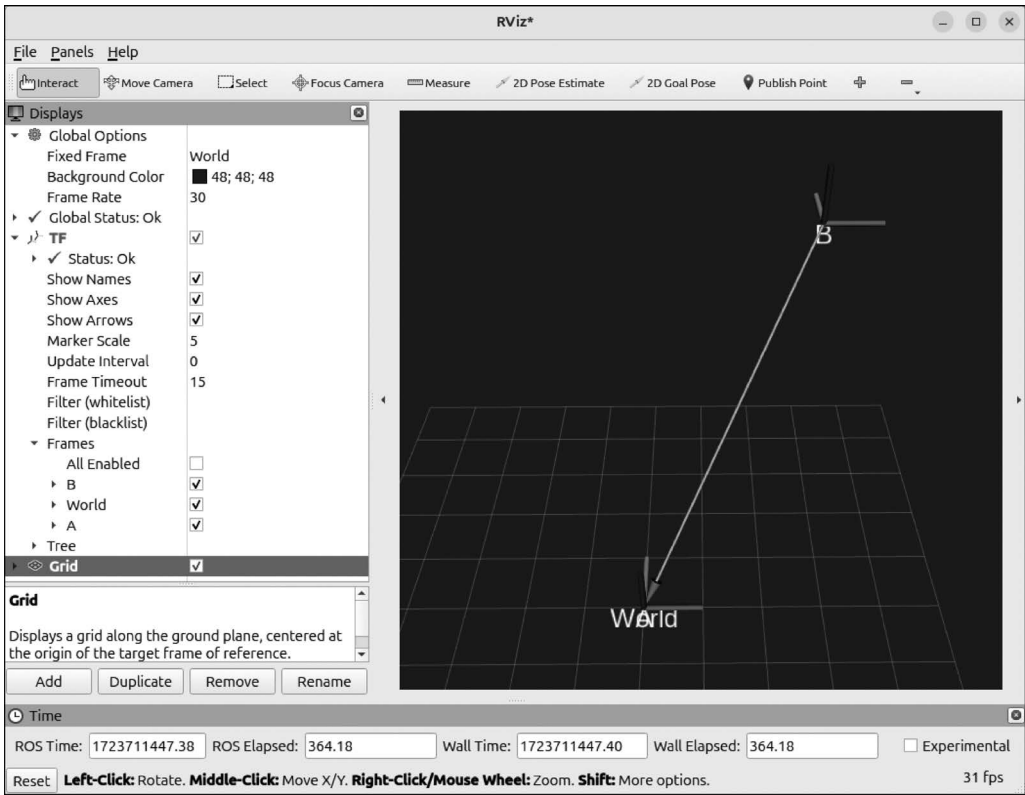 RViz*
File Panels Help
Interact Move Camera Select Focus Camera Measure 2D Pose Estimate 2D Goal Pose Publish Point
Displays
Global Options
Fixed Frame World
Background Color 48; 48; 48
Frame Rate 30
Global Status: Ok
TF
Status: Ok
Show Names
Show Axes
Show Arrows
Marker Scale 5
Update Interval 0
Frame Timeout 15
Filter (whitelist)
Filter (blacklist)
Frames
All Enabled
B
World
A
Tree
Grid
Grid
Displays a grid along the ground plane, centered at
the origin of the target frame of reference.
Add Duplicate Remove Rename
B
World
A
Time
ROS Time: 1723711447.38 ROS Elapsed: 364.18 Wall Time: 1723711447.40 Wall Elapsed: 364.18 Experimental
Reset Left-Click: Rotate. Middle-Click: Move X/Y. Right-Click/Mouse Wheel: Zoom. Shift: More options. 31 fps